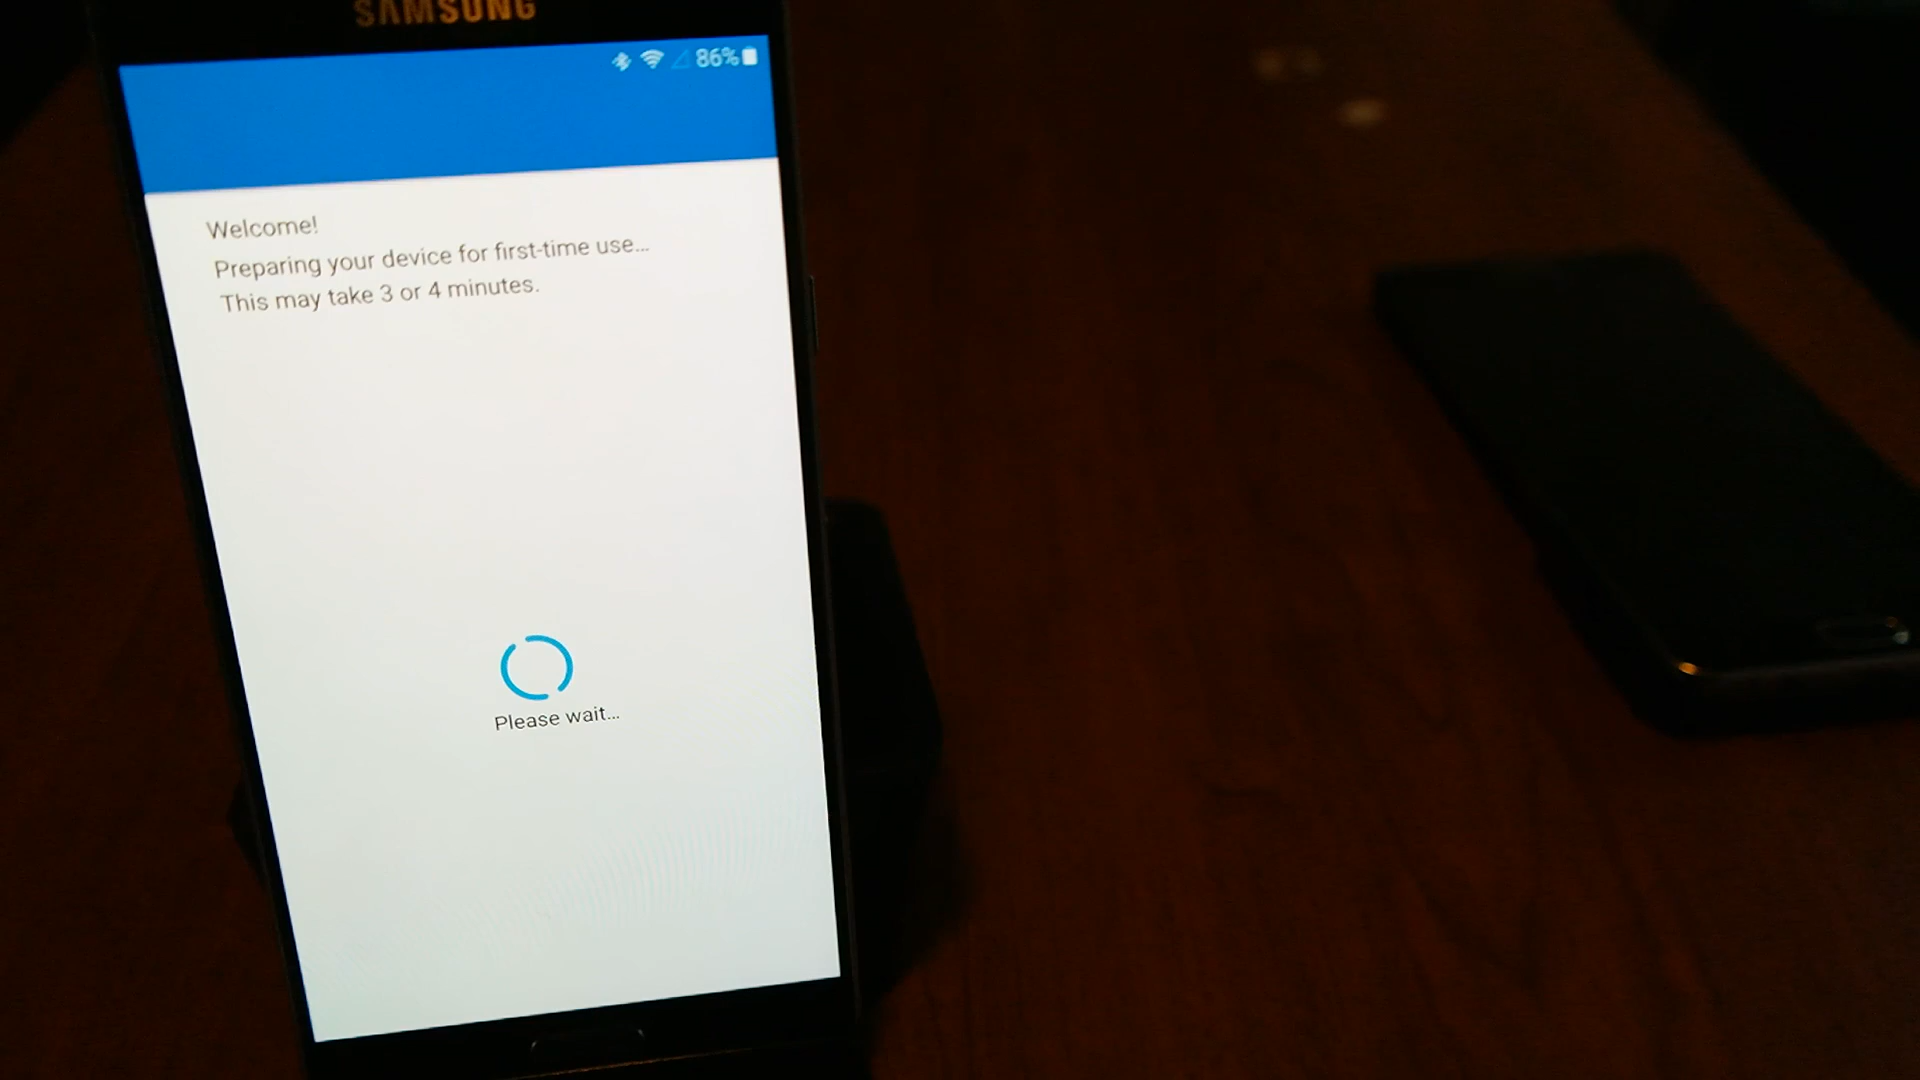 SAMSUNG
86%
Welcome!
Preparing your device for first-time use...
This may take 3 or 4 minutes.
Please wait...